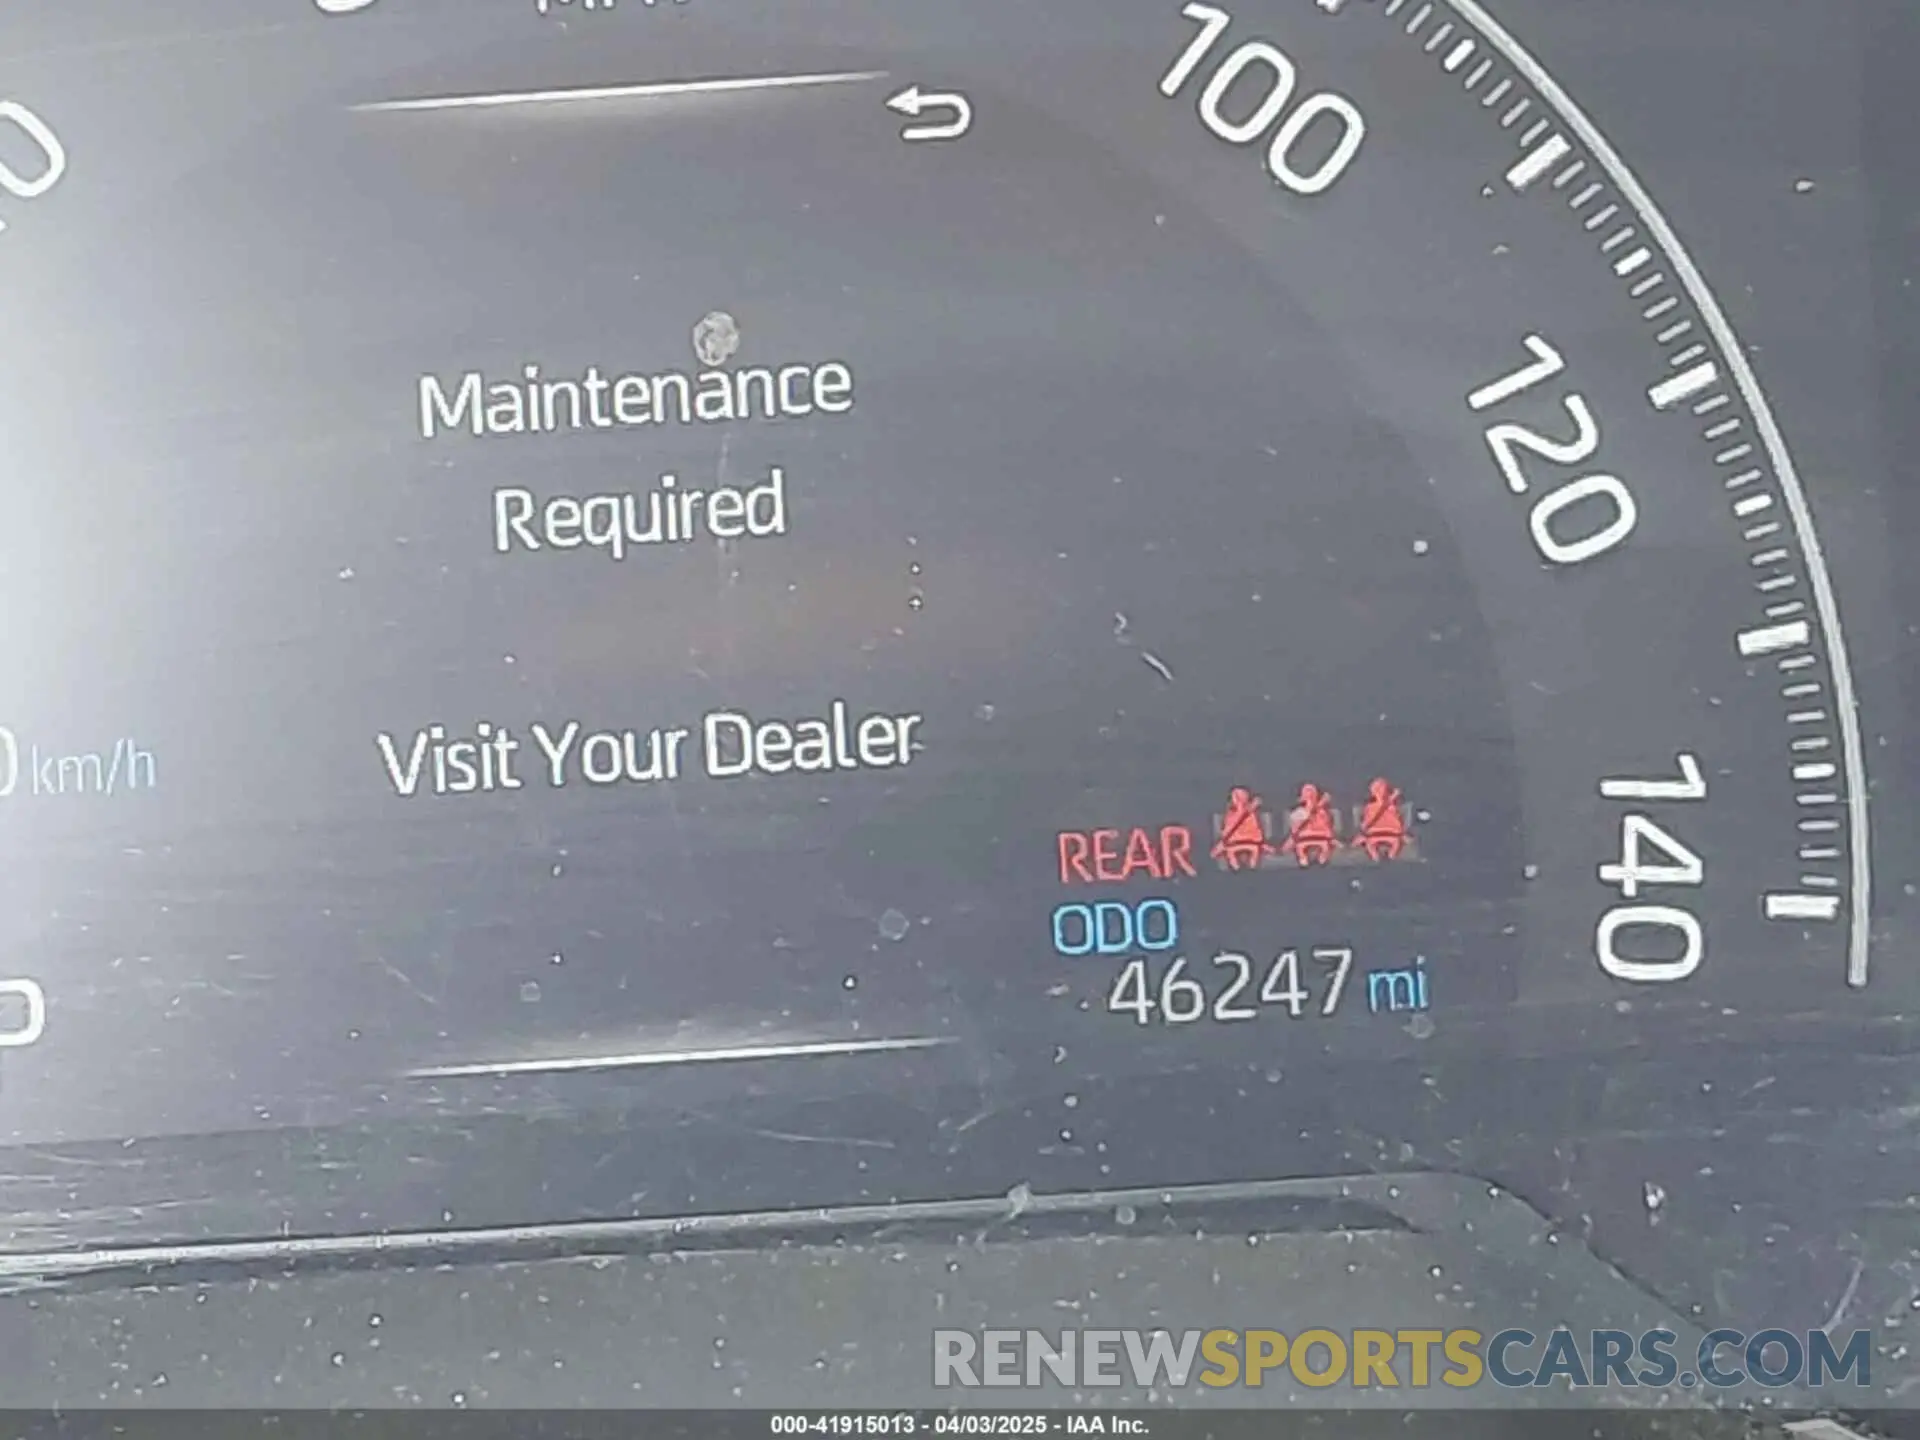 100
120
140
Maintenance
Required
Visit Your Dealer
km/h
REAR
ODO
46247 mi
RENEWSPORTSCARS.COM
000-41915013 - 04/03/2025 - IAA Inc.